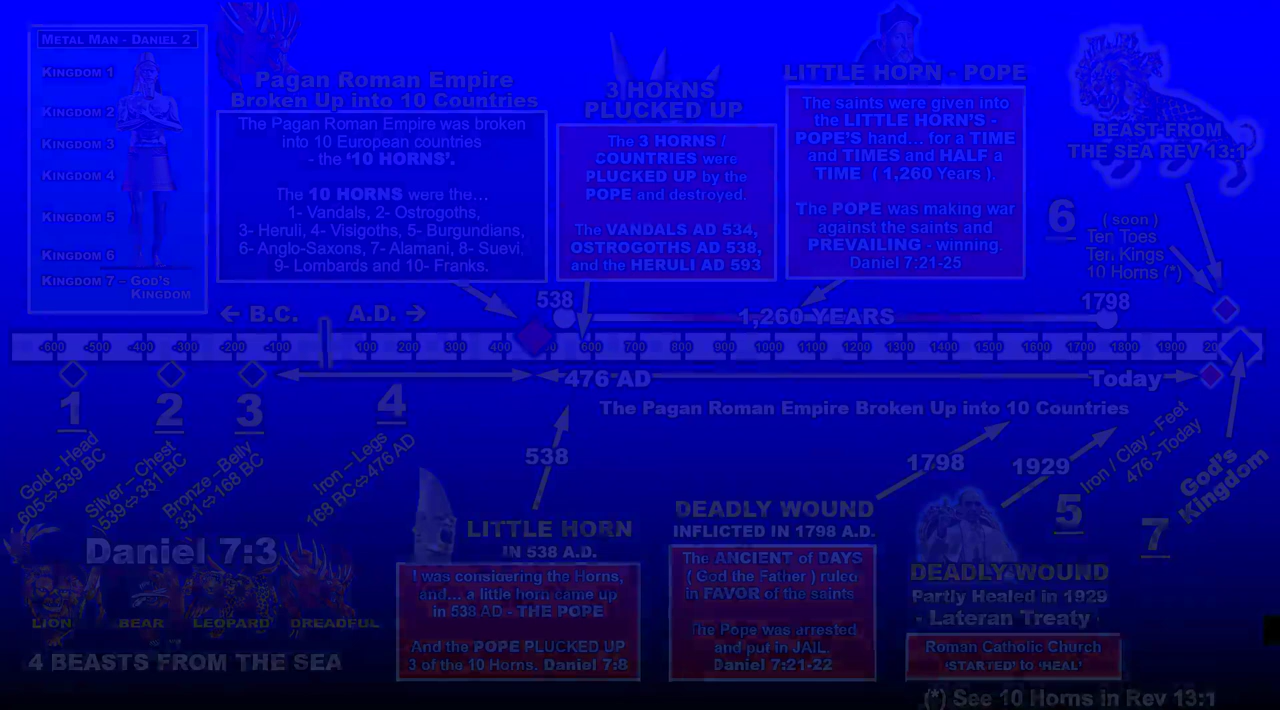 METAL MAN - DANIEL 2
KINGDOM 1
KINGDOM 2
KINGDOM 3
KINGDOM 4
KINGDOM 5
KINGDOM 6
KINGDOM 7 – GOD'S
KINGDOM
Pagan Roman Empire
Broken Up into 10 Countries
The Pagan Roman Empire was broken
into 10 European countries
- the '10 HORNS'.
The 10 HORNS were the…
1- Vandals, 2- Ostrogoths,
3- Heruli, 4- Visigoths, 5- Burgundians,
6- Anglo-Saxons, 7- Alamani, 8- Suevi,
9- Lombards and 10- Franks.
3 HORNS
PLUCKED UP
The 3 HORNS /
COUNTRIES were
PLUCKED UP by the
POPE and destroyed.
The VANDALS AD 534,
OSTROGOTHS AD 538,
and the HERULI AD 593
LITTLE HORN - POPE
The saints were given into
the LITTLE HORN'S -
POPE'S hand… for a TIME
and TIMES and HALF a
TIME ( 1,260 Years ).
The POPE was making war
against the saints and
PREVAILING - winning.
Daniel 7:21-25
BEAST FROM
THE SEA REV 13:1
6
( soon )
Ten Toes
Ten Kings
10 Horns (*)
← B.C. A.D. →
538
1,260 YEARS
1798
-600 -500 -400 -300 -200 -100 100 200 300 400 500 600 700 800 900 1000 1100 1200 1300 1400 1500 1600 1700 1800 1900 20
476 AD
Today
The Pagan Roman Empire Broken Up into 10 Countries
1
2
3
4
Gold – Head
605⇔539 BC
Silver – Chest
539⇔331 BC
Bronze–Belly
331⇔168 BC
Iron – Legs
168 BC⇔476 AD
538
1798
1929
5
Iron / Clay - Feet
476 >Today
7
God's
Kingdom
Daniel 7:3
LION BEAR LEOPARD DREADFUL
4 BEASTS FROM THE SEA
LITTLE HORN
IN 538 A.D.
I was considering the Horns,
and… a little horn came up
in 538 AD - THE POPE
And the POPE PLUCKED UP
3 of the 10 Horns. Daniel 7:8
DEADLY WOUND
INFLICTED IN 1798 A.D.
The ANCIENT of DAYS
( God the Father ) ruled
in FAVOR of the saints
The Pope was arrested
and put in JAIL.
Daniel 7:21-22
DEADLY WOUND
Partly Healed in 1929
- Lateran Treaty -
Roman Catholic Church
'STARTED' to 'HEAL'
(*) See 10 Horns in Rev 13:1